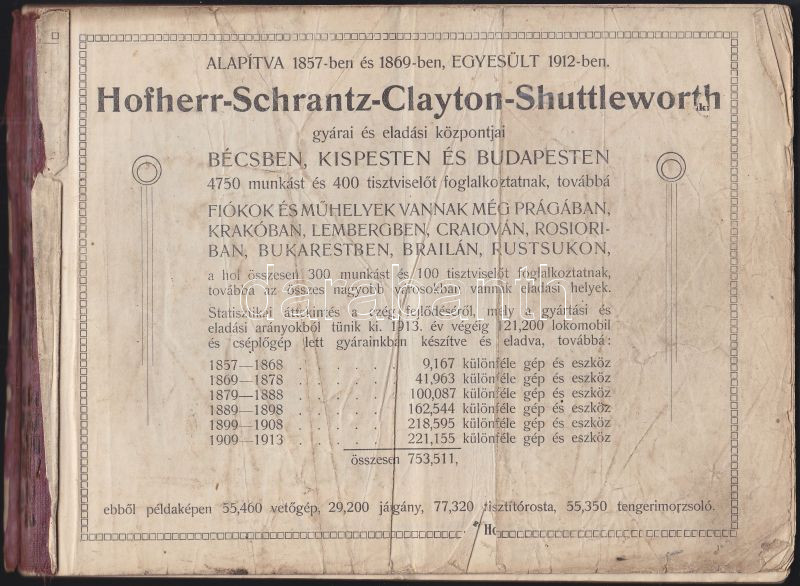 ALAPÍTVA 1857-ben és 1869-ben, EGYESÜLT 1912-ben.
Hofherr-Schrantz-Clayton-Shuttleworth
gyárai és eladási központjai
BÉCSBEN, KISPESTEN ÉS BUDAPESTEN
4750 munkást és 400 tisztviselőt foglalkoztatnak, továbbá
FIÓKOK ÉS MŰHELYEK VANNAK MÉG PRÁGÁBAN,
KRAKÓBAN, LEMBERGBEN, CRAIOVÁN, ROSIORI-
BAN, BUKARESTBEN, BRAILÁN, RUSTSUKON,
a hol összesen 300 munkást és 100 tisztviselőt foglalkoztatnak,
továbbá az összes nagyobb városokban vannak eladási helyek.
darabanth
Statisztikai áttekintés a cég fejlődéséről, mely a gyártási és
eladási arányokből tűnik ki. 1913. év végéig 121,200 lokomobil
és cséplőgép lett gyárainkban készítve és eladva, továbbá:
1857—1868 . . . . . 9,167 különféle gép és eszköz
1869—1878 . . . . . 41,963 különféle gép és eszköz
1879—1888 . . . . . 100,087 különféle gép és eszköz
1889—1898 . . . . . 162,544 különféle gép és eszköz
1899—1908 . . . . . 218,595 különféle gép és eszköz
1909—1913 . . . . . 221,155 különféle gép és eszköz
összesen 753,511,
ebből példaképen 55,460 vetőgép, 29,200 járgány, 77,320 tisztítórosta, 55,350 tengerimorzsoló.